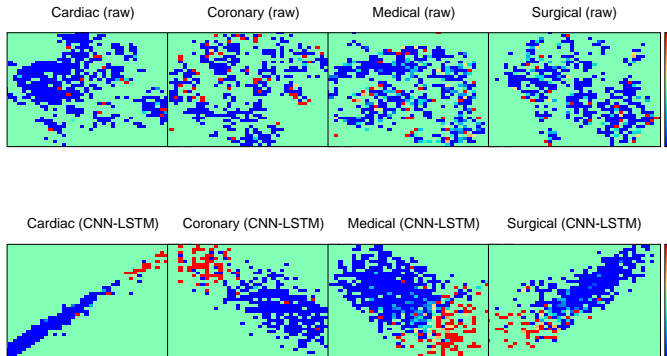 Cardiac (raw) Coronary (raw) Medical (raw) Surgical (raw)
Cardiac (CNN-LSTM) Coronary (CNN-LSTM) Medical (CNN-LSTM) Surgical (CNN-LSTM)